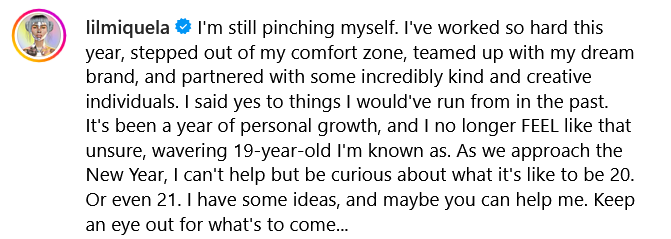 lilmiquela I'm still pinching myself. I've worked so hard this
year, stepped out of my comfort zone, teamed up with my dream
brand, and partnered with some incredibly kind and creative
individuals. I said yes to things I would've run from in the past.
It's been a year of personal growth, and I no longer FEEL like that
unsure, wavering 19-year-old I'm known as. As we approach the
New Year, I can't help but be curious about what it's like to be 20.
Or even 21. I have some ideas, and maybe you can help me. Keep
an eye out for what's to come...